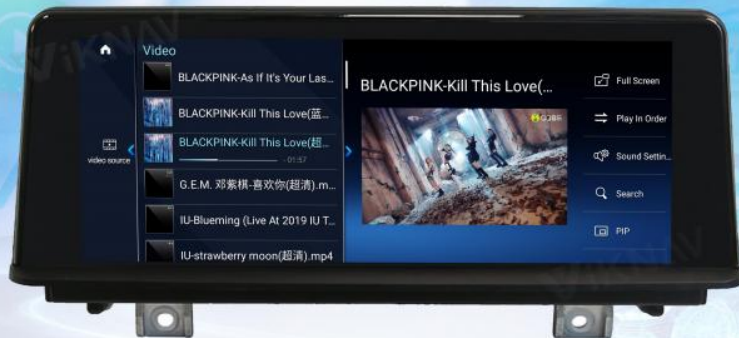 ViKNAV
Video
BLACKPINK-As If It's Your Las...
BLACKPINK-Kill This Love(蓝...
BLACKPINK-Kill This Love(超...
- 01:57
G.E.M. 邓紫棋-喜欢你(超清).m...
IU-Blueming (Live At 2019 IU T...
IU-strawberry moon(超清).mp4
video source
BLACKPINK-Kill This Love(...
Full Screen
Play In Order
Sound Settin...
Search
PIP
ViKNAV